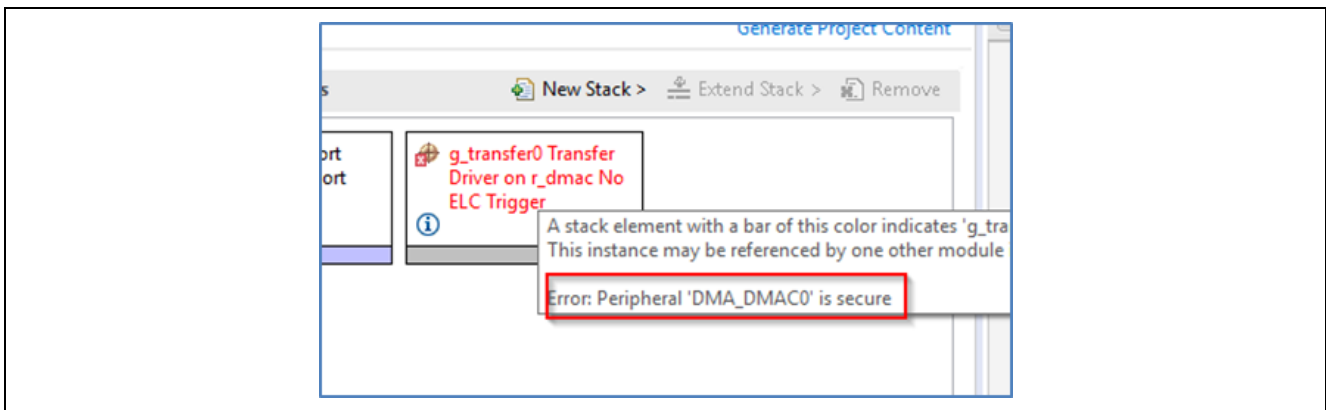 Generate Project Content
s
New Stack > Extend Stack > Remove
ort
ort
g_transfer0 Transfer
Driver on r_dmac No
ELC Trigger
A stack element with a bar of this color indicates 'g_tra
This instance may be referenced by one other module
Error: Peripheral 'DMA_DMAC0' is secure